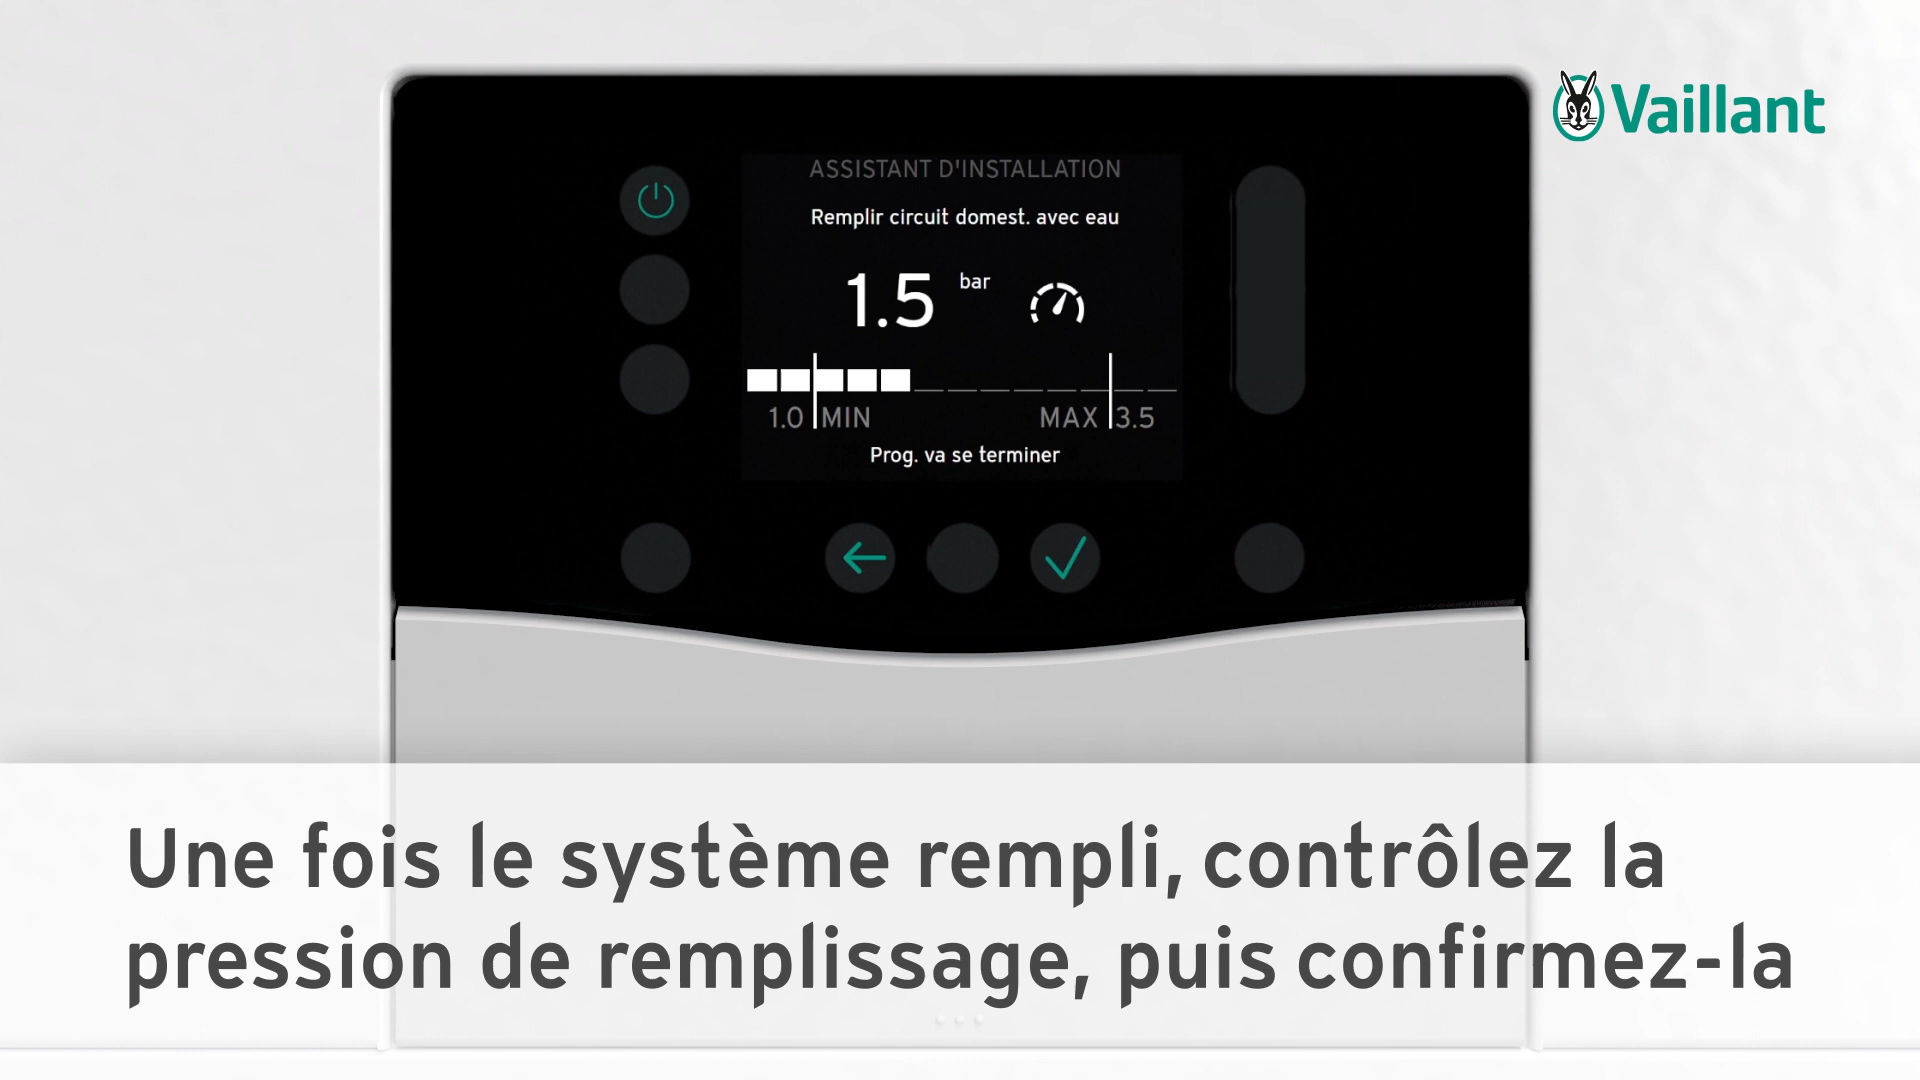 Vaillant
ASSISTANT D'INSTALLATION
Remplir circuit domest. avec eau
1.5 bar
1.0 MIN MAX 3.5
Prog. va se terminer
Une fois le système rempli, contrôlez la
pression de remplissage, puis confirmez-la